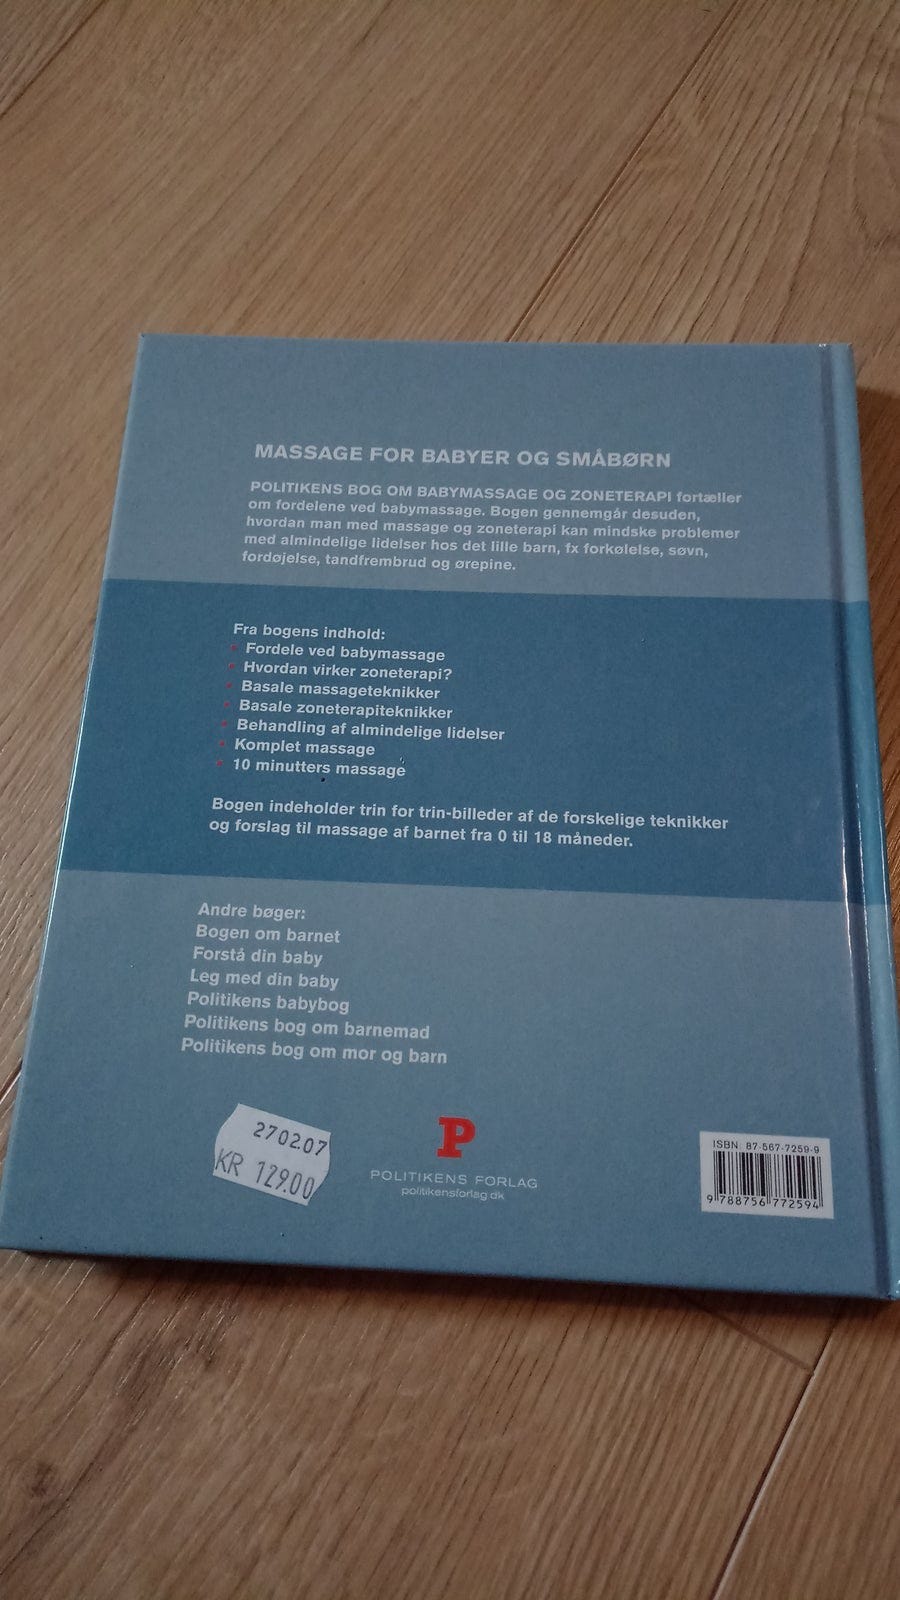 MASSAGE FOR BABYER OG SMÅBØRN
POLITIKENS BOG OM BABYMASSAGE OG ZONETERAPI fortæller
om fordelene ved babymassage. Bogen gennemgår desuden,
hvordan man med massage og zoneterapi kan mindske problemer
med almindelige lidelser hos det lille barn, fx forkølelse, søvn,
fordøjelse, tandfrembrud og ørepine.
Fra bogens indhold:
• Fordele ved babymassage
• Hvordan virker zoneterapi?
• Basale massageteknikker
• Basale zoneterapiteknikker
• Behandling af almindelige lidelser
• Komplet massage
• 10 minutters massage
Bogen indeholder trin for trin-billeder af de forskelige teknikker
og forslag til massage af barnet fra 0 til 18 måneder.
Andre bøger:
Bogen om barnet
Forstå din baby
Leg med din baby
Politikens babybog
Politikens bog om barnemad
Politikens bog om mor og barn
270207
KR 129.00
P
POLITIKENS FORLAG
politikensforlag.dk
ISBN: 87-567-7259-9
9 788756 772594